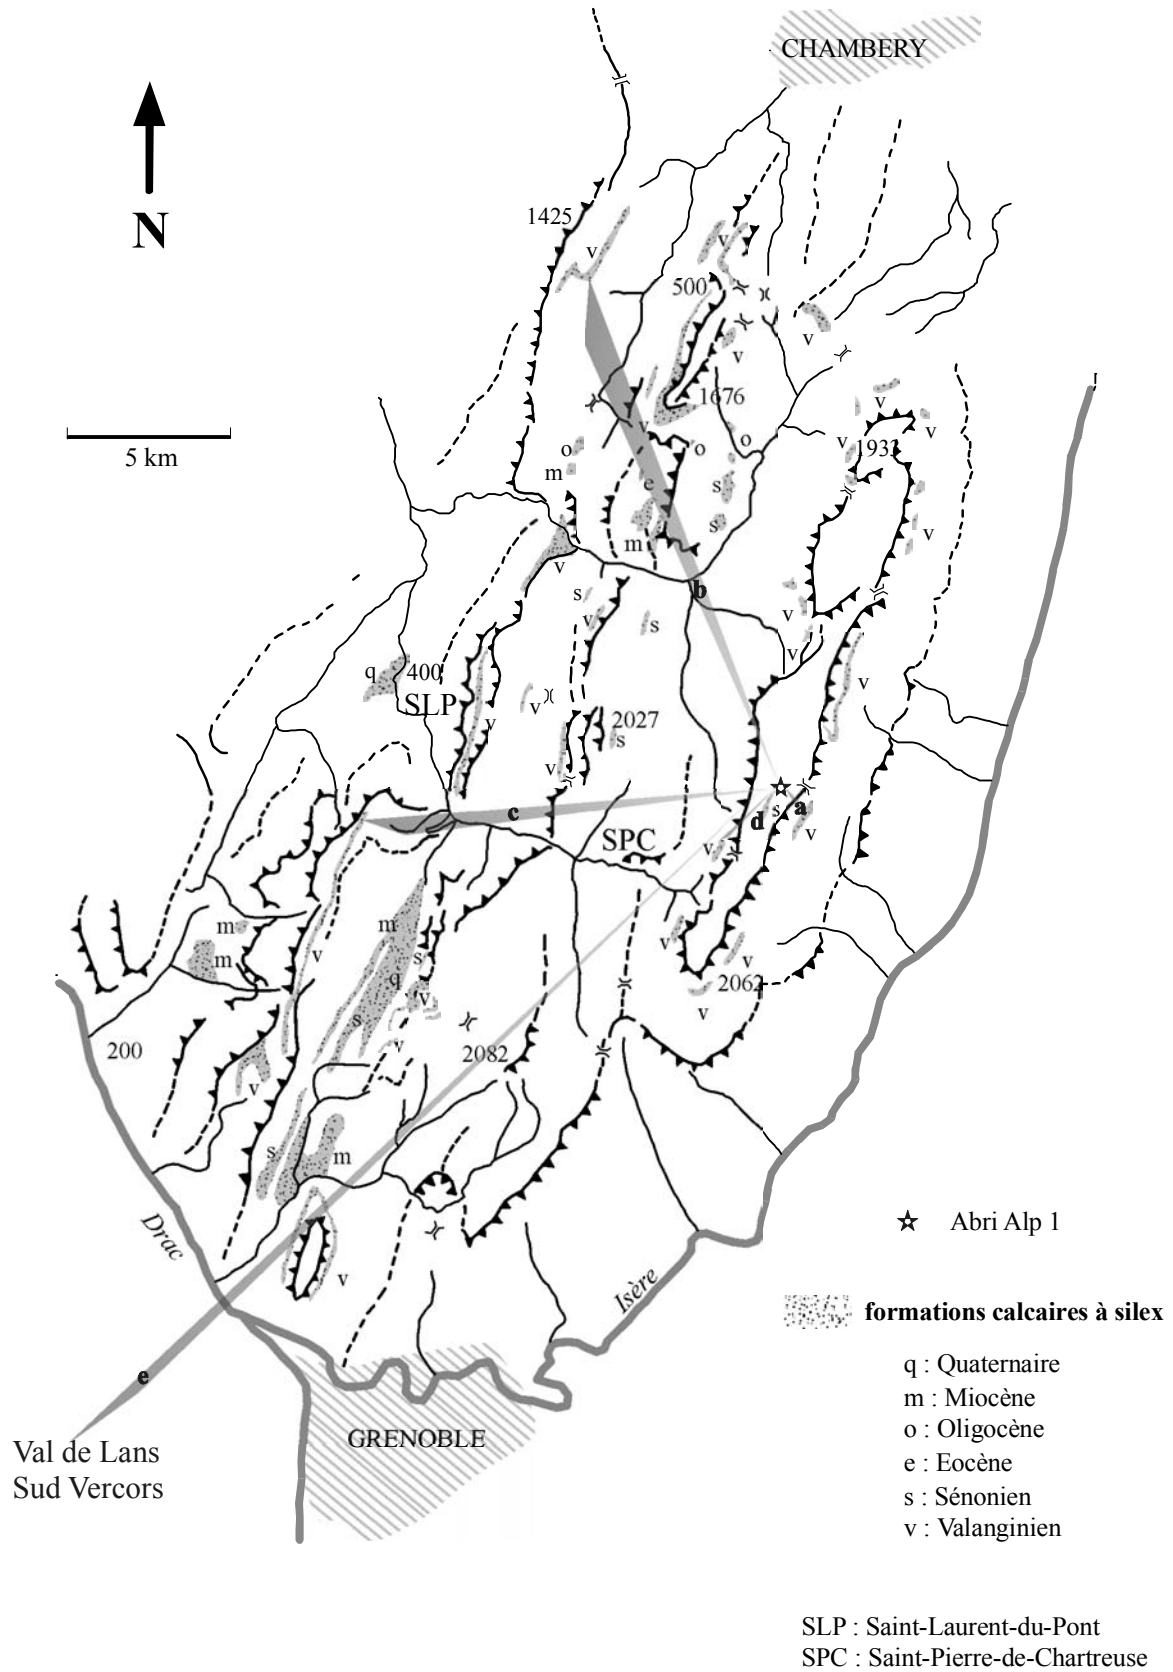 CHAMBERY
N
1425
v
v
500
v
v
1676
v
v
v
1933
v
o
o
m
e
s
v
s
m
v
b
s
v
s
v
v
q
400
SLP
v
v
v
2027
s
v
5 km
c
SPC
d
s
a
v
v
m
m
v
m
s
q
v
s
v
v
v
2062
v
200
2082
v
s
m
v
Drac
Isère
e
Val de Lans
Sud Vercors
GRENOBLE
Abri Alp 1
formations calcaires à silex
q : Quaternaire
m : Miocène
o : Oligocène
e : Eocène
s : Sénonien
v : Valanginien
SLP : Saint-Laurent-du-Pont
SPC : Saint-Pierre-de-Chartreuse